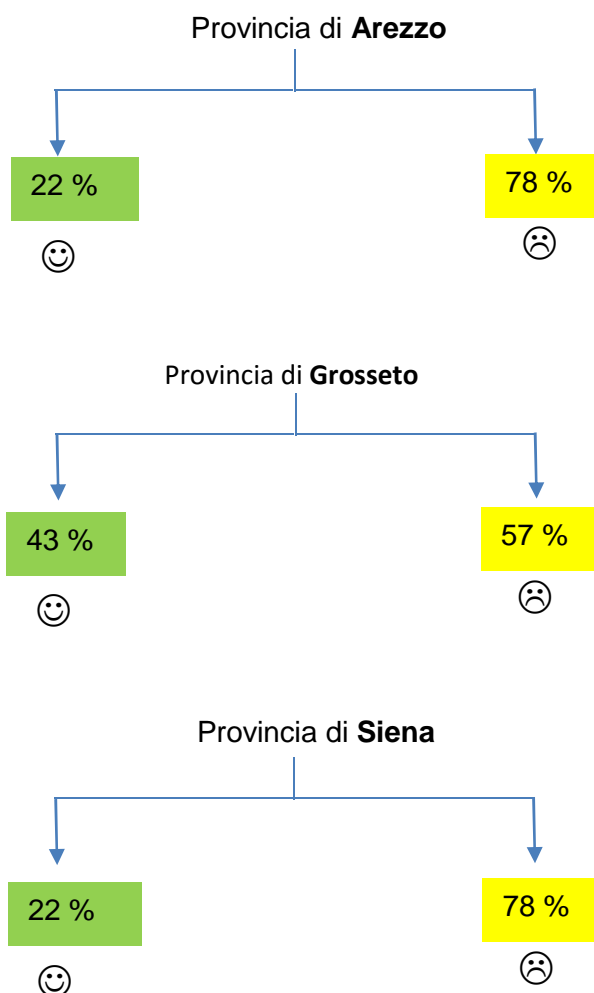 Provincia di Arezzo
22 %
78 %
Provincia di Grosseto
43 %
57 %
Provincia di Siena
22 %
78 %